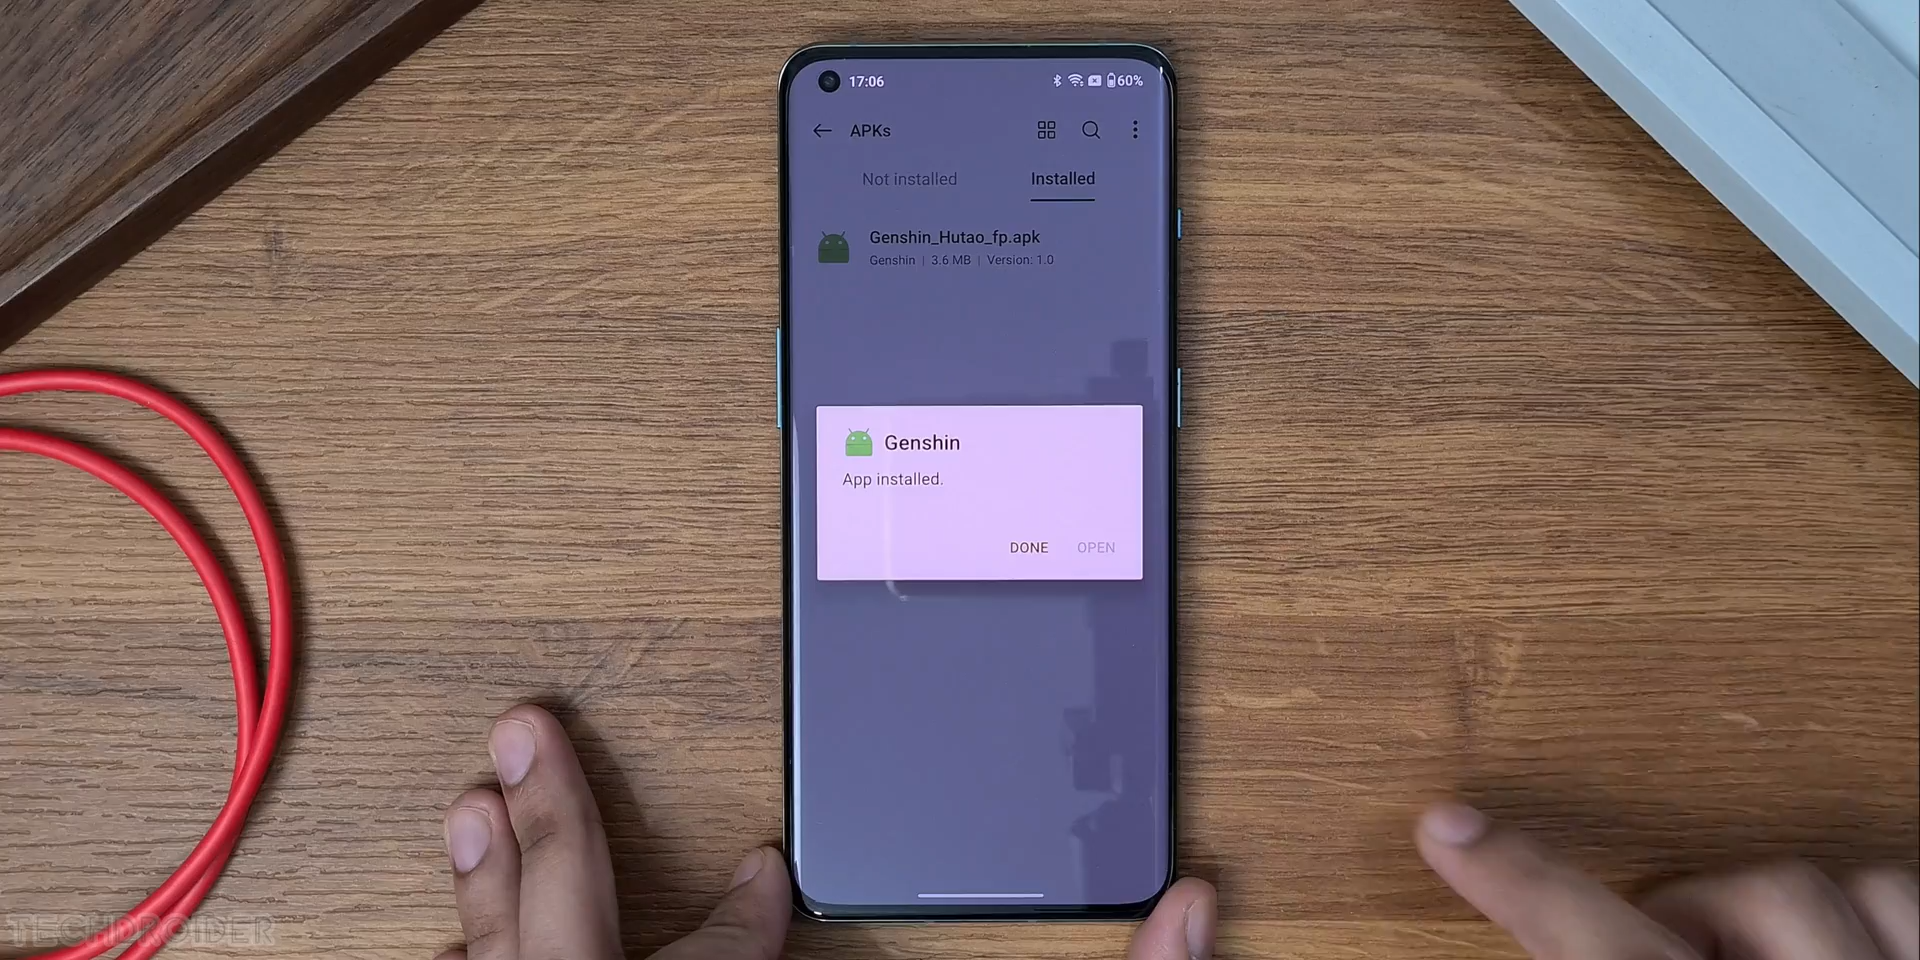 17:06
60%
APKs
Not installed
Installed
Genshin_Hutao_fp.apk
Genshin | 3.6 MB | Version: 1.0
Genshin
App installed.
DONE
OPEN
TECHDROIDER